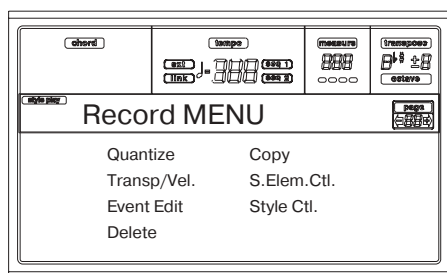 chord tempo measure transpose
ext seq 1
link seq 2
octave
style play page
Record MENU
Quantize Copy
Transp/Vel. S.Elem.Ctl.
Event Edit Style Ctl.
Delete